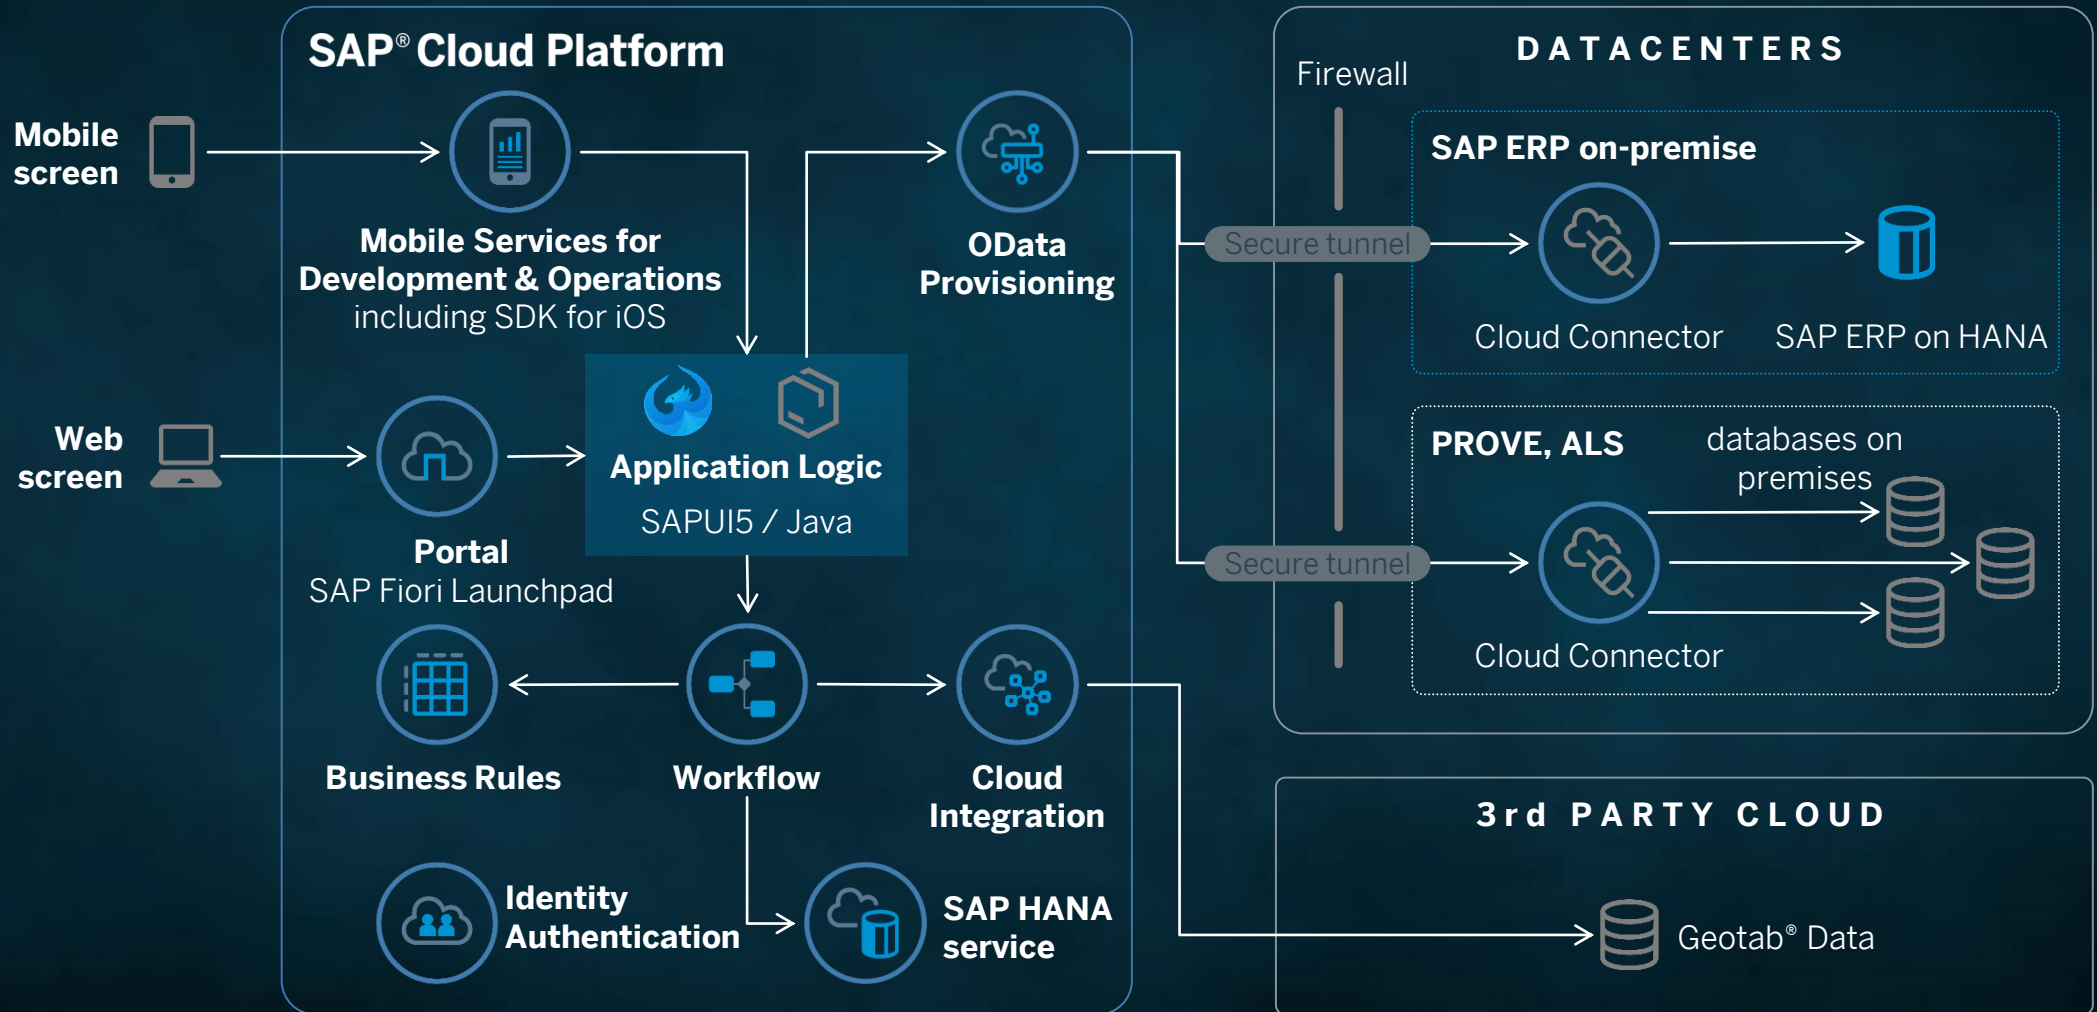 SAP® Cloud Platform
Mobile
screen
Mobile Services for
Development & Operations
including SDK for iOS
OData
Provisioning
Web
screen
Portal
SAP Fiori Launchpad
Application Logic
SAPUI5 / Java
Business Rules
Workflow
Cloud
Integration
Identity
Authentication
SAP HANA
service
DATACENTERS
Firewall
SAP ERP on-premise
Secure tunnel
Cloud Connector
SAP ERP on HANA
PROVE, ALS
databases on
premises
Secure tunnel
Cloud Connector
3rd PARTY CLOUD
Geotab® Data